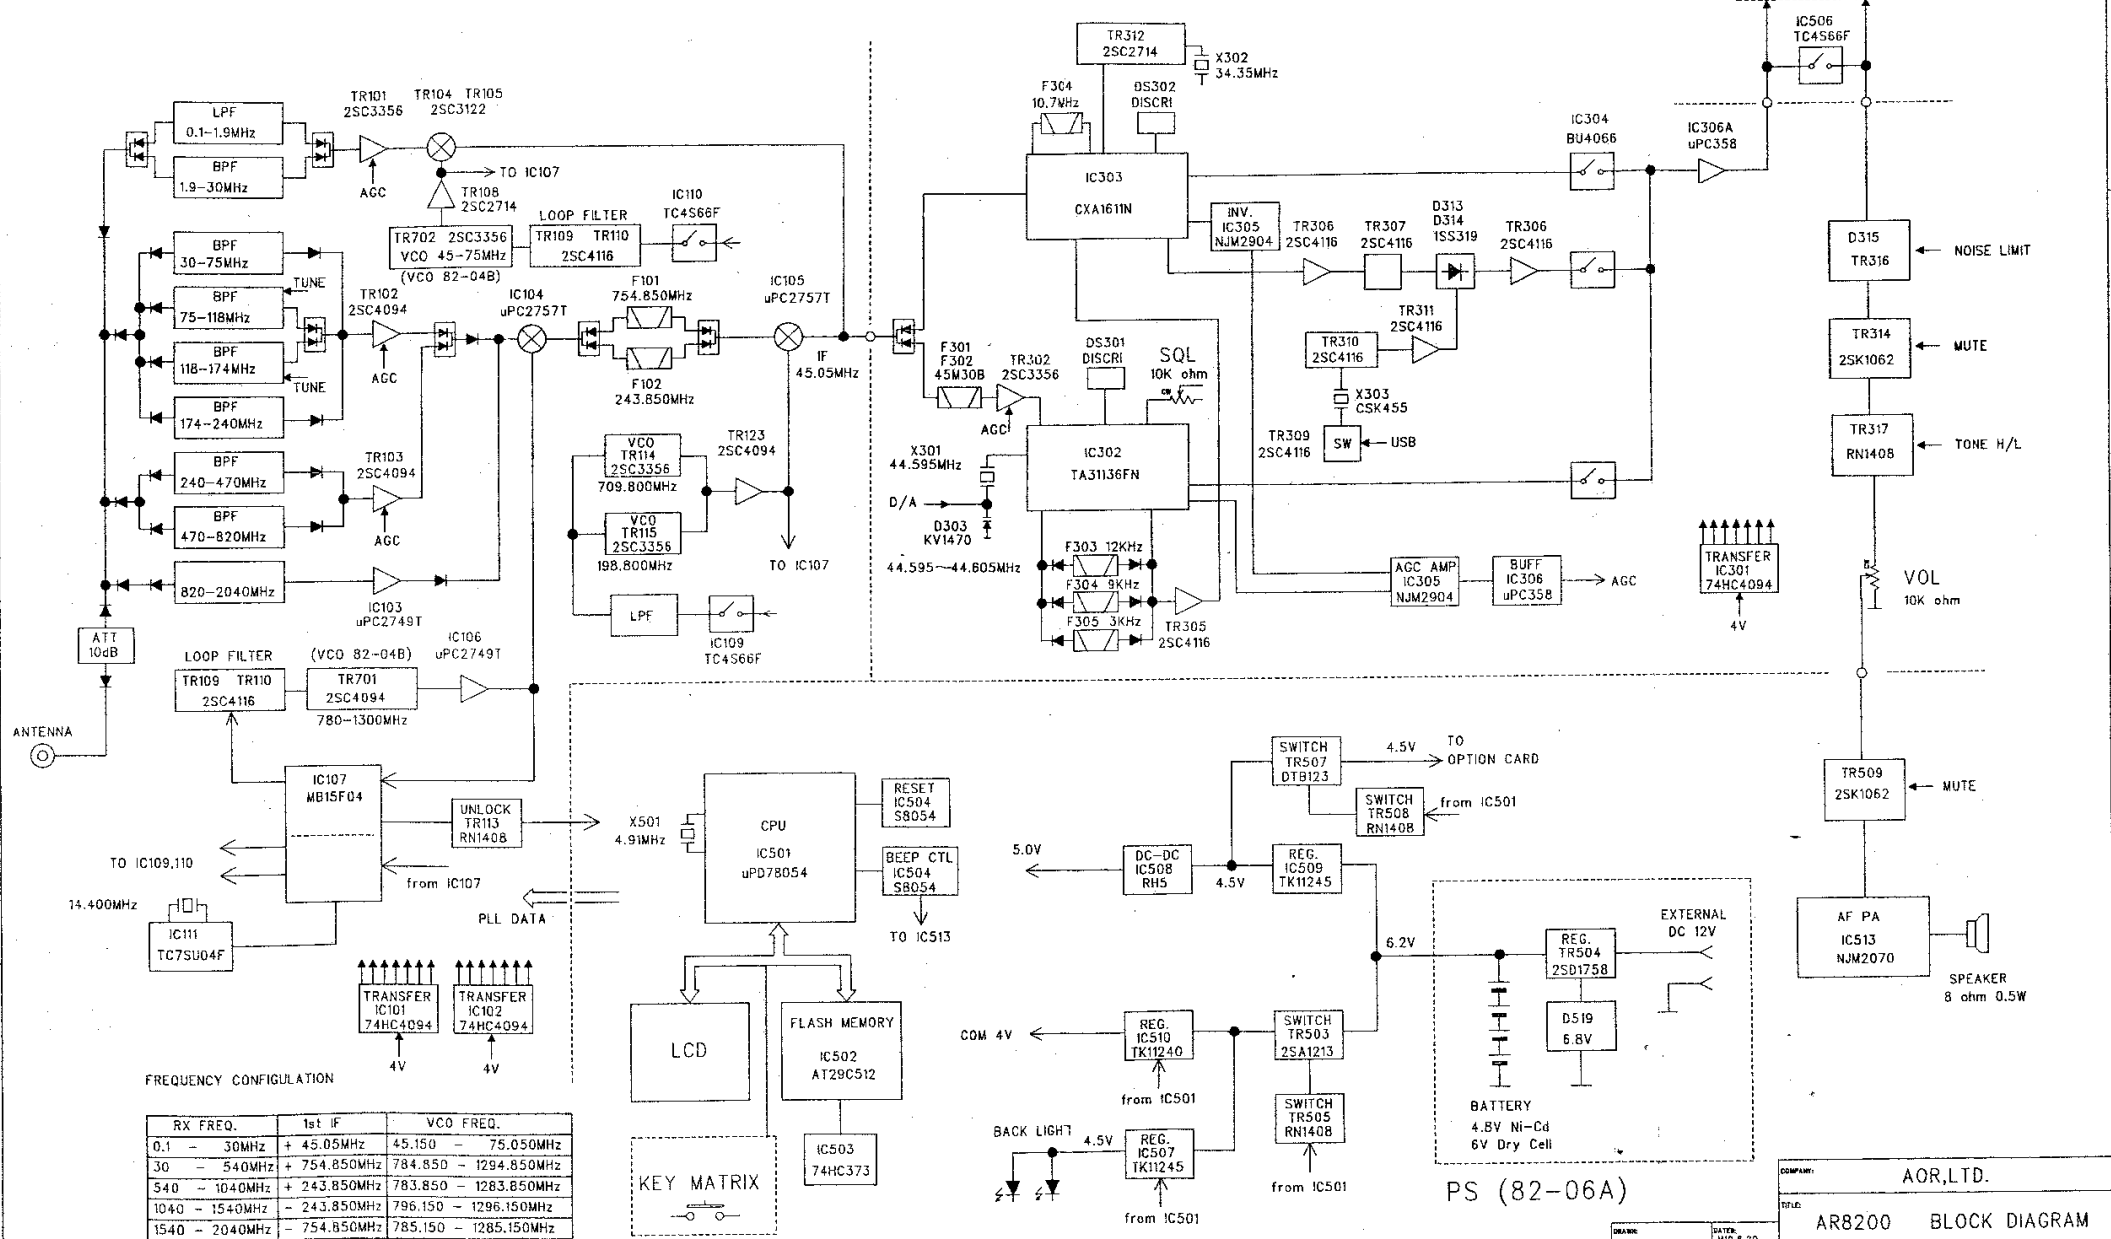 IC506
TC4S66F
TR312
2SC2714
X302
34.35MHz
F304
10.7MHz
DS302
DISCRI
TR101
2SC3356
TR104 TR105
2SC3122
LPF
0.1-1.9MHz
BPF
1.9-30MHz
AGC
TO IC107
TR108
2SC2714
IC110
TC4S66F
LOOP FILTER
TR109 TR110
2SC4116
TR702 2SC3356
VCO 45-75MHz
(VCO 82-04B)
IC303
CXA1611N
IC304
BU4066
IC306A
uPC358
INV.
IC305
NJM2904
TR306
2SC4116
TR307
2SC4116
D313
D314
1SS319
TR306
2SC4116
D315
TR316
NOISE LIMIT
BPF
30-75MHz
BPF
75-118MHz
TUNE
BPF
118-174MHz
TUNE
BPF
174-240MHz
TR102
2SC4094
AGC
IC104
uPC2757T
F101
754.850MHz
F102
243.850MHz
IC105
uPC2757T
IF
45.05MHz
F301
F302
45M30B
TR302
2SC3356
AGC
DS301
DISCRI
SQL
10K ohm
CW
TR311
2SC4116
TR310
2SC4116
X303
CSK455
TR309
2SC4116
SW
USB
TR314
2SK1062
MUTE
TR317
RN1408
TONE H/L
BPF
240-470MHz
BPF
470-820MHz
TR103
2SC4094
AGC
VCO
TR114
2SC3356
709.800MHz
VCO
TR115
2SC3356
198.800MHz
TR123
2SC4094
TO IC107
X301
44.595MHz
D/A
D303
KV1470
44.595~44.605MHz
IC302
TA31136FN
F303 12KHz
F304 9KHz
F305 3KHz
TR305
2SC4116
AGC AMP
IC305
NJM2904
BUFF
IC306
uPC358
AGC
TRANSFER
IC301
74HC4094
4V
VOL
10K ohm
820-2040MHz
IC103
uPC2749T
LPF
IC109
TC4S66F
ATT
10dB
LOOP FILTER
TR109 TR110
2SC4116
(VCO 82-04B)
TR701
2SC4094
780-1300MHz
IC106
uPC2749T
ANTENNA
IC107
MB15F04
UNLOCK
TR113
RN1408
TO IC109,110
from IC107
14.400MHz
IC111
TC7SU04F
PLL DATA
TRANSFER
IC101
74HC4094
4V
TRANSFER
IC102
74HC4094
4V
X501
4.91MHz
CPU
IC501
uPD78054
RESET
IC504
S8054
BEEP CTL
IC504
S8054
TO IC513
LCD
FLASH MEMORY
IC502
AT29C512
IC503
74HC373
KEY MATRIX
SWITCH
TR507
DTB123
4.5V
TO
OPTION CARD
SWITCH
TR508
RN1408
from IC501
5.0V
DC-DC
IC508
RH5
4.5V
REG.
IC509
TK11245
6.2V
COM 4V
REG.
IC510
TK11240
from IC501
SWITCH
TR503
2SA1213
SWITCH
TR505
RN1408
from IC501
BACK LIGHT
4.5V
REG.
IC507
TK11245
from IC501
EXTERNAL
DC 12V
REG.
TR504
2SD1758
D519
6.8V
BATTERY
4.8V Ni-Cd
6V Dry Cell
PS (82-06A)
TR509
2SK1062
MUTE
AF PA
IC513
NJM2070
SPEAKER
8 ohm 0.5W
FREQUENCY CONFIGULATION
RX FREQ. 1st IF VCO FREQ.
0.1 - 30MHz + 45.05MHz 45.150 - 75.050MHz
30 - 540MHz + 754.850MHz 784.850 - 1294.850MHz
540 - 1040MHz + 243.850MHz 783.850 - 1283.850MHz
1040 - 1540MHz - 243.850MHz 796.150 - 1296.150MHz
1540 - 2040MHz - 754.850MHz 785.150 - 1285.150MHz
COMPANY:
AOR,LTD.
TITLE:
AR8200 BLOCK DIAGRAM
DRAWN:
DATE: